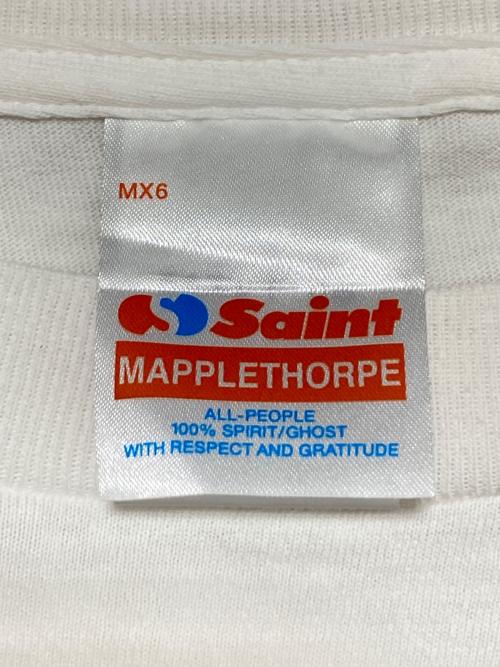 MX6
Saint
MAPPLETHORPE
ALL-PEOPLE
100% SPIRIT/GHOST
WITH RESPECT AND GRATITUDE